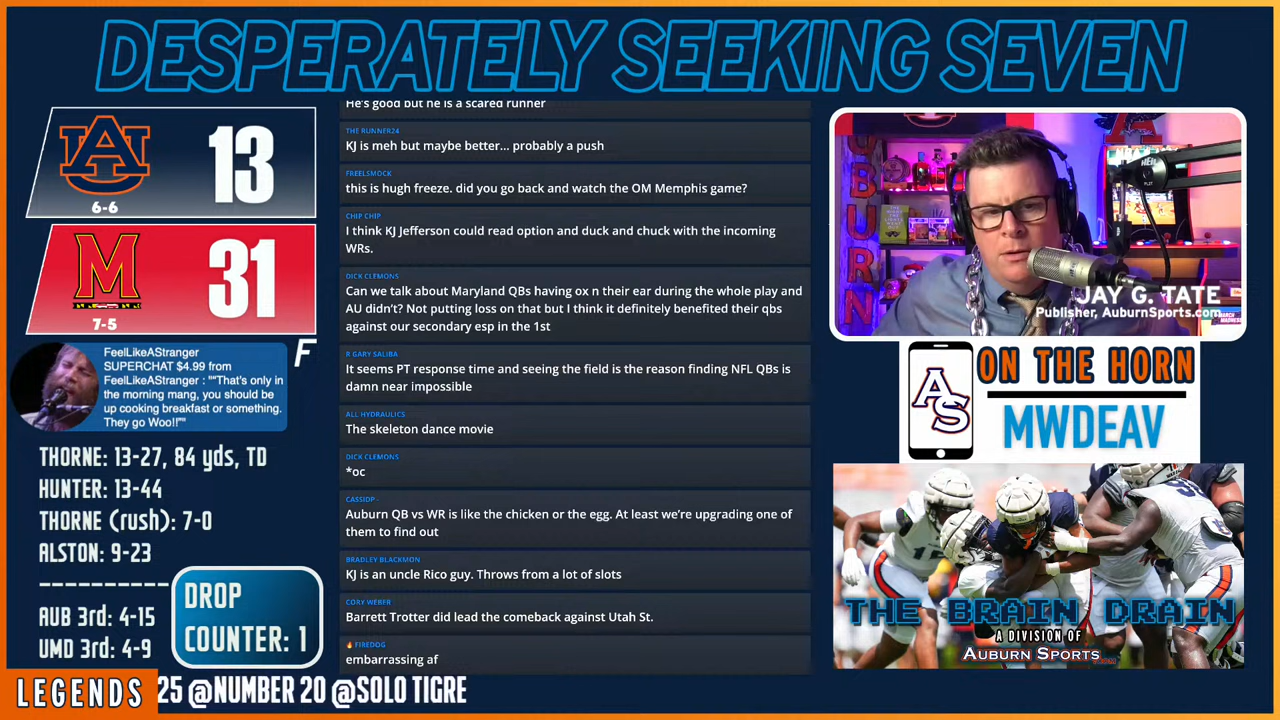 DESPERATELY SEEKING SEVEN
13
6-6
M
31
7-5
F
FeelLikeAStranger
SUPERCHAT $4.99 from
FeelLikeAStranger : ""That's only in
the morning mang, you should be
up cooking breakfast or something.
They go Woo!!""
THORNE: 13-27, 84 yds, TD
HUNTER: 13-44
THORNE (rush): 7-0
ALSTON: 9-23
----------
AUB 3rd: 4-15
UMD 3rd: 4-9
DROP
COUNTER: 1
He's good but he is a scared runner
THE RUNNER24
KJ is meh but maybe better... probably a push
FREELSMOCK
this is hugh freeze. did you go back and watch the OM Memphis game?
CHIP CHIP
I think KJ Jefferson could read option and duck and chuck with the incoming
WRs.
DICK CLEMONS
Can we talk about Maryland QBs having ox n their ear during the whole play and
AU didn't? Not putting loss on that but I think it definitely benefited their qbs
against our secondary esp in the 1st
R GARY SALIBA
It seems PT response time and seeing the field is the reason finding NFL QBs is
damn near impossible
ALL HYDRAULICS
The skeleton dance movie
DICK CLEMONS
*oc
CASSIOP-
Auburn QB vs WR is like the chicken or the egg. At least we're upgrading one of
them to find out
BRADLEY BLACKMON
KJ is an uncle Rico guy. Throws from a lot of slots
CORY WEBER
Barrett Trotter did lead the comeback against Utah St.
🔥 FIREDOG
embarrassing af
JAY G. TATE
Publisher, AuburnSports.com
AS
ON THE HORN
MWDEAV
THE BRAIN DRAIN
A DIVISION OF
AUBURN SPORTS
LEGENDS
25 @NUMBER 20 @SOLO TIGRE